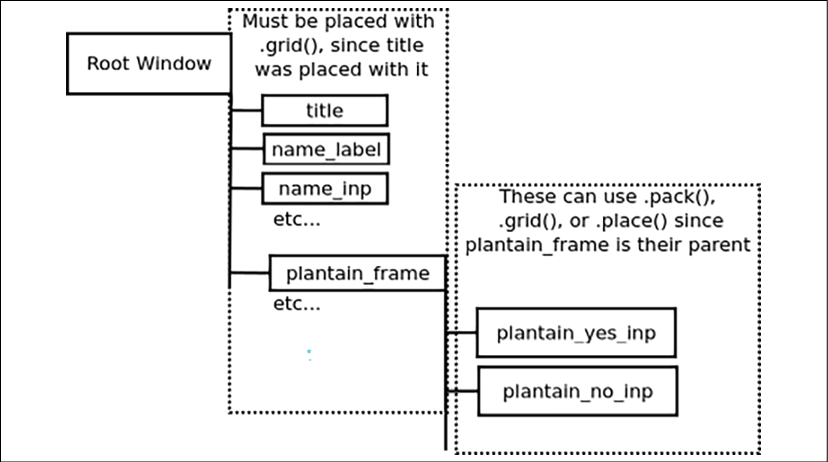 Root Window
Must be placed with
.grid(), since title
was placed with it
title
name_label
name_inp
etc...
plantain_frame
etc...
These can use .pack(),
.grid(), or .place() since
plantain_frame is their parent
plantain_yes_inp
plantain_no_inp